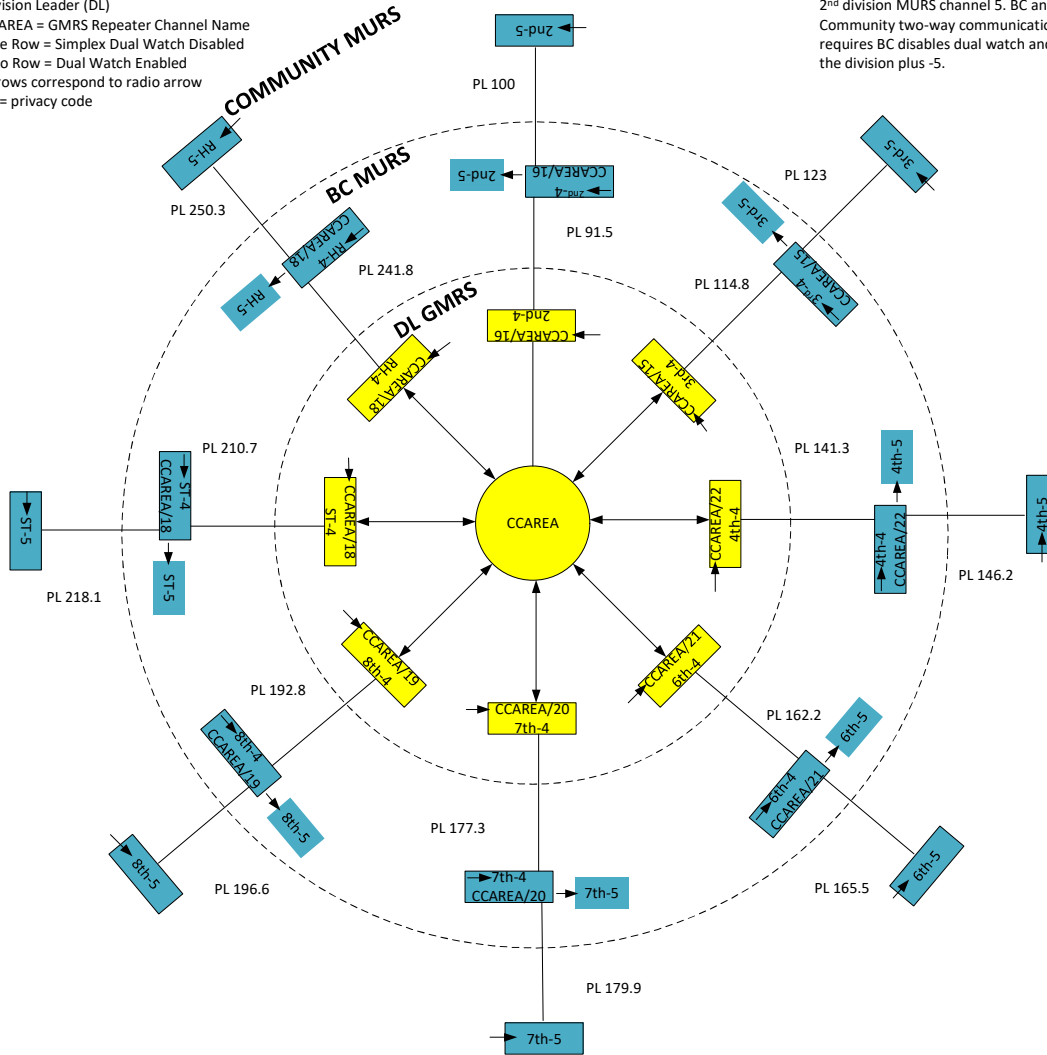 ision Leader (DL)
AREA = GMRS Repeater Channel Name
e Row = Simplex Dual Watch Disabled
o Row = Dual Watch Enabled
rows correspond to radio arrow
= privacy code
2nd division MURS channel 5. BC an
Community two-way communicatio
requires BC disables dual watch and
the division plus -5.
COMMUNITY MURS
BC MURS
DL GMRS
2nd-5
PL 100
2nd-5
CCAREA/16
2nd-4
PL 91.5
2nd-4
CCAREA/16
3rd-5
PL 123
3rd-5
CCAREA/15
3rd-4
PL 114.8
3rd-4
CCAREA/15
RH-5
PL 250.3
CCAREA/18
RH-4
RH-5
PL 241.8
RH-4
CCAREA/18
PL 210.7
ST-5
ST-4
CCAREA/18
ST-5
PL 218.1
CCAREA/18
ST-4
CCAREA
CCAREA/22
4th-4
PL 141.3
4th-5
4th-4
CCAREA/22
4th-5
PL 146.2
CCAREA/19
8th-4
PL 192.8
8th-4
CCAREA/19
8th-5
8th-5
PL 196.6
CCAREA/20
7th-4
PL 177.3
7th-4
CCAREA/20
7th-5
PL 179.9
7th-5
CCAREA/21
6th-4
PL 162.2
6th-5
6th-4
CCAREA/21
6th-5
PL 165.5